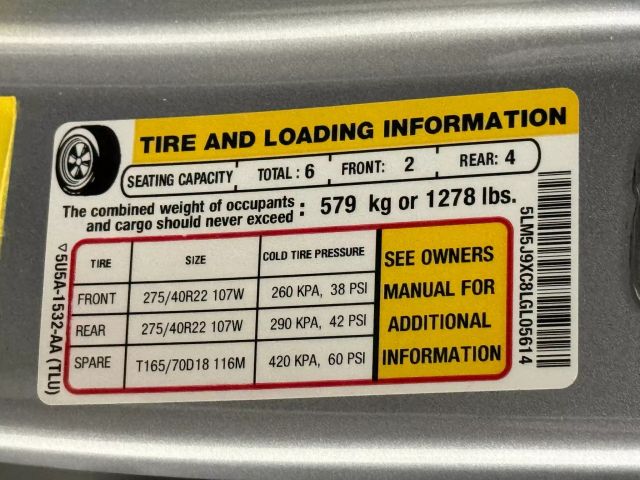 TIRE AND LOADING INFORMATION
SEATING CAPACITY TOTAL : 6 FRONT: 2 REAR: 4
The combined weight of occupants
and cargo should never exceed : 579 kg or 1278 lbs.
TIRE SIZE COLD TIRE PRESSURE
FRONT 275/40R22 107W 260 KPA, 38 PSI
REAR 275/40R22 107W 290 KPA, 42 PSI
SPARE T165/70D18 116M 420 KPA, 60 PSI
SEE OWNERS
MANUAL FOR
ADDITIONAL
INFORMATION
5U5A-1532-AA (TLU)
5LM5J9XC8LGL05614